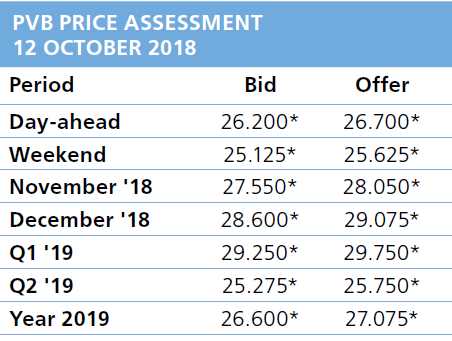 PVB PRICE ASSESSMENT
12 OCTOBER 2018
Period Bid Offer
Day-ahead 26.200* 26.700*
Weekend 25.125* 25.625*
November '18 27.550* 28.050*
December '18 28.600* 29.075*
Q1 '19 29.250* 29.750*
Q2 '19 25.275* 25.750*
Year 2019 26.600* 27.075*